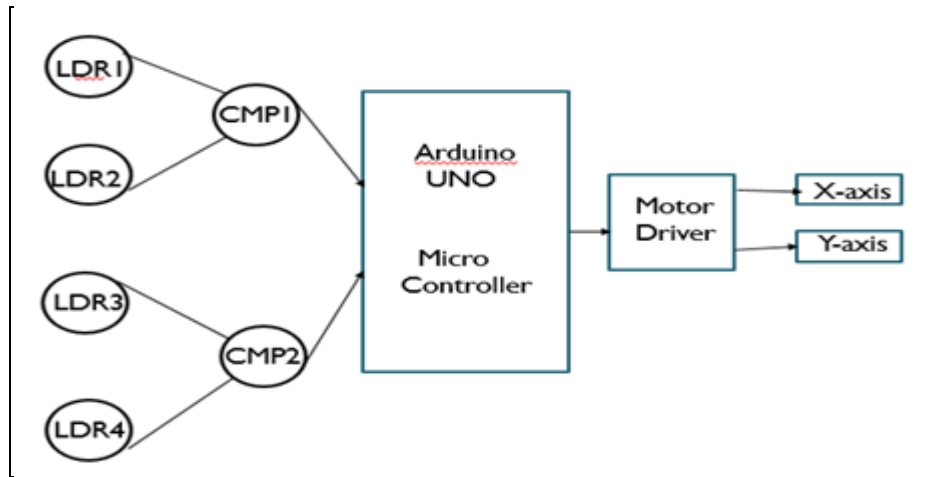 LDR1
CMP1
LDR2
LDR3
CMP2
LDR4
Arduino
UNO
Micro
Controller
Motor
Driver
X-axis
Y-axis